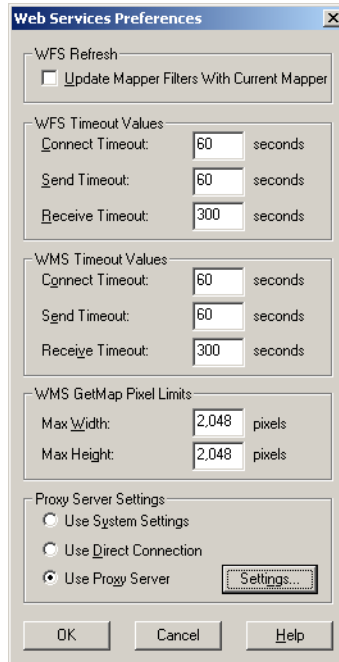 Web Services Preferences
WFS Refresh
Update Mapper Filters With Current Mapper
WFS Timeout Values
Connect Timeout: 60 seconds
Send Timeout: 60 seconds
Receive Timeout: 300 seconds
WMS Timeout Values
Connect Timeout: 60 seconds
Send Timeout: 60 seconds
Receive Timeout: 300 seconds
WMS GetMap Pixel Limits
Max Width: 2,048 pixels
Max Height: 2,048 pixels
Proxy Server Settings
Use System Settings
Use Direct Connection
Use Proxy Server Settings...
OK Cancel Help